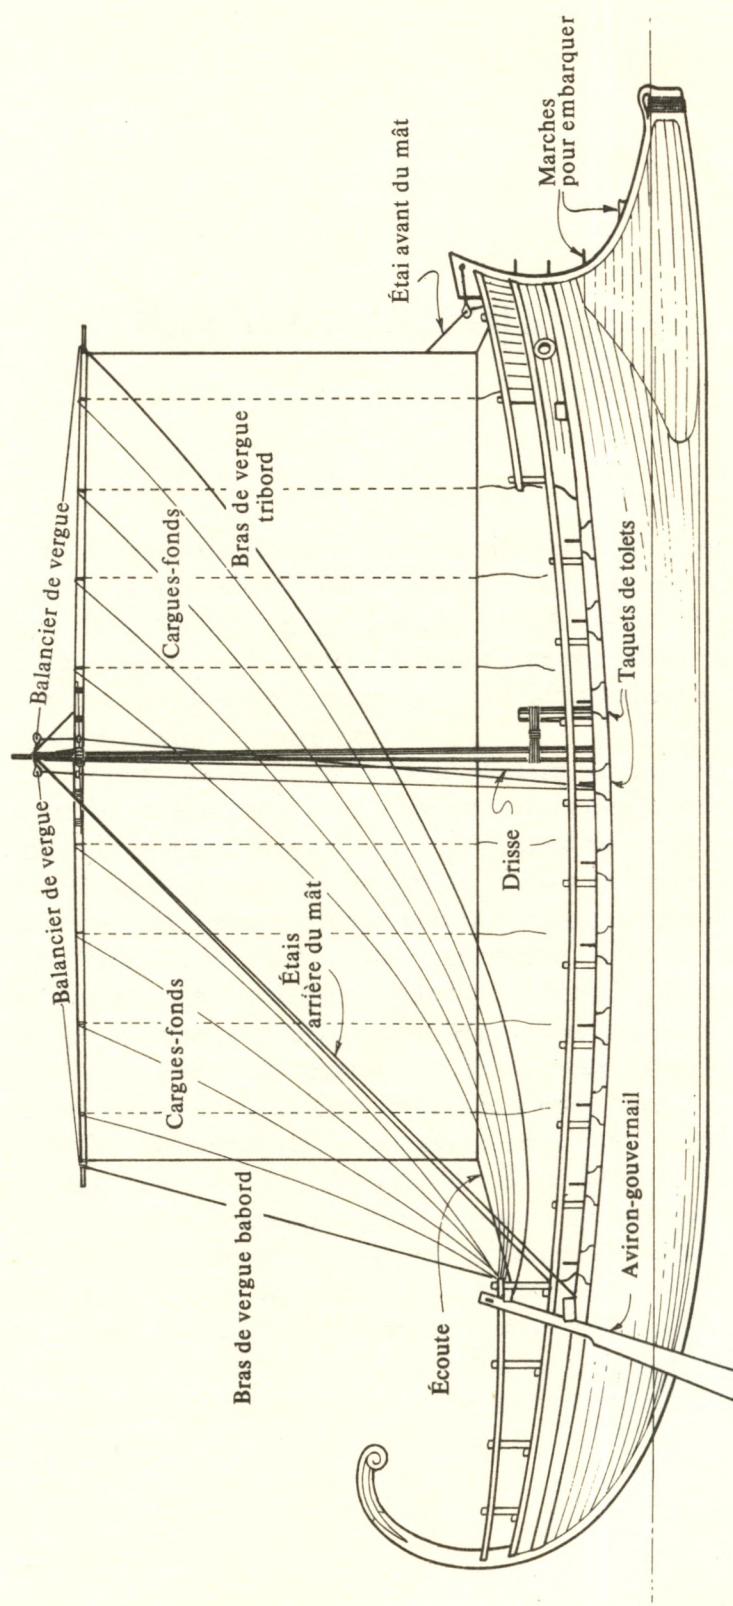 Balancier de vergue
Balancier de vergue
Cargues-fonds
Cargues-fonds
Bras de vergue
tribord
Étais
arrière du mât
Bras de vergue babord
Étai avant du mât
Marches
pour embarquer
Drisse
Écoute
Taquets de tolets
Aviron-gouvernail